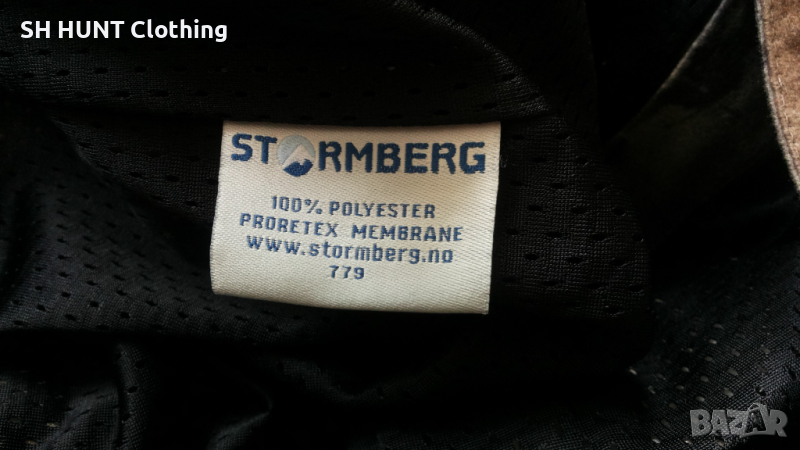 SH HUNT Clothing
STORMBERG
100% POLYESTER
PRORETEX MEMBRANE
www.stormberg.no
779
BAZAR